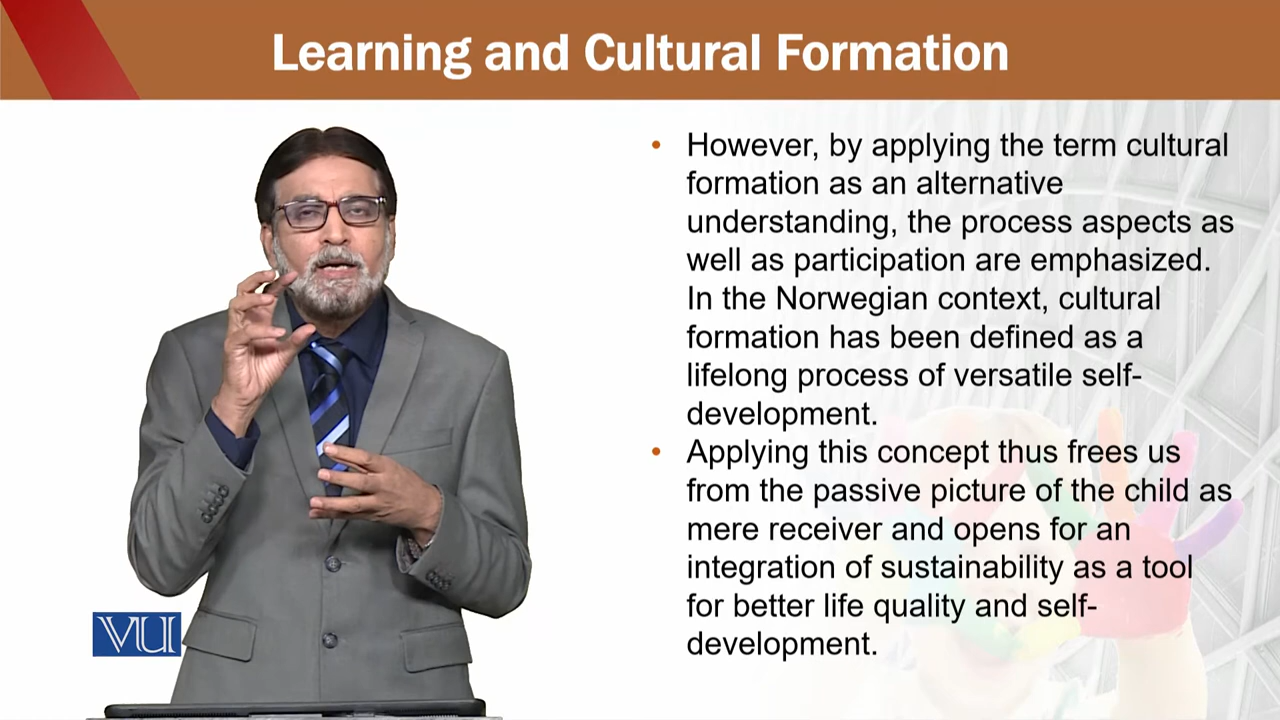 Learning and Cultural Formation
• However, by applying the term cultural
formation as an alternative
understanding, the process aspects as
well as participation are emphasized.
In the Norwegian context, cultural
formation has been defined as a
lifelong process of versatile self-
development.
• Applying this concept thus frees us
from the passive picture of the child as
mere receiver and opens for an
integration of sustainability as a tool
for better life quality and self-
development.
VU